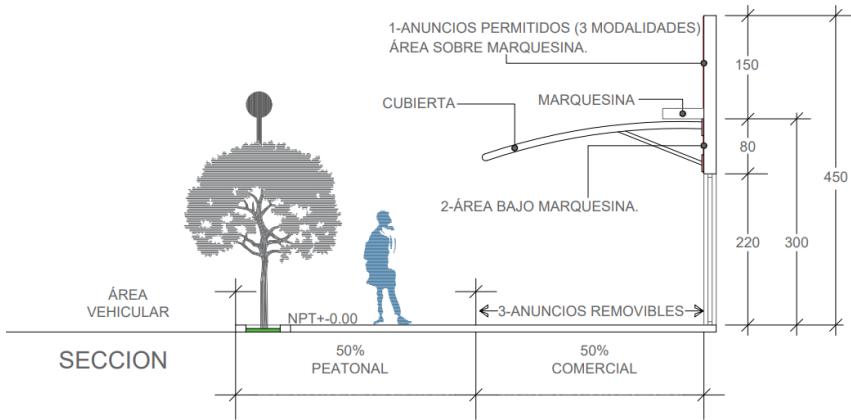 1-ANUNCIOS PERMITIDOS (3 MODALIDADES)
ÁREA SOBRE MARQUESINA.
150
CUBIERTA
MARQUESINA
80
450
2-ÁREA BAJO MARQUESINA.
220
300
ÁREA
VEHICULAR
NPT+-0.00
3-ANUNCIOS REMOVIBLES
SECCION
50%
PEATONAL
50%
COMERCIAL